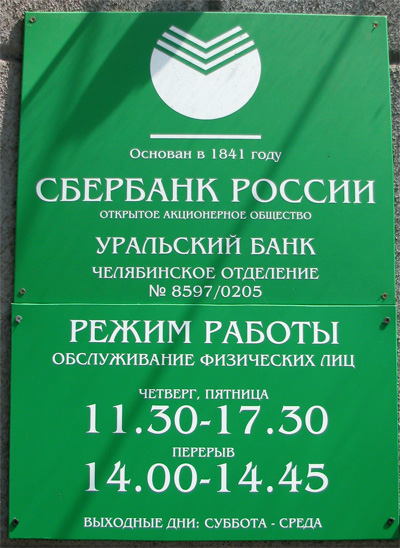 Основан в 1841 году
СБЕРБАНК РОССИИ
ОТКРЫТОЕ АКЦИОНЕРНОЕ ОБЩЕСТВО
УРАЛЬСКИЙ БАНК
ЧЕЛЯБИНСКОЕ ОТДЕЛЕНИЕ
№ 8597/0205
РЕЖИМ РАБОТЫ
ОБСЛУЖИВАНИЕ ФИЗИЧЕСКИХ ЛИЦ
ЧЕТВЕРГ, ПЯТНИЦА
11.30-17.30
ПЕРЕРЫВ
14.00-14.45
ВЫХОДНЫЕ ДНИ: СУББОТА - СРЕДА